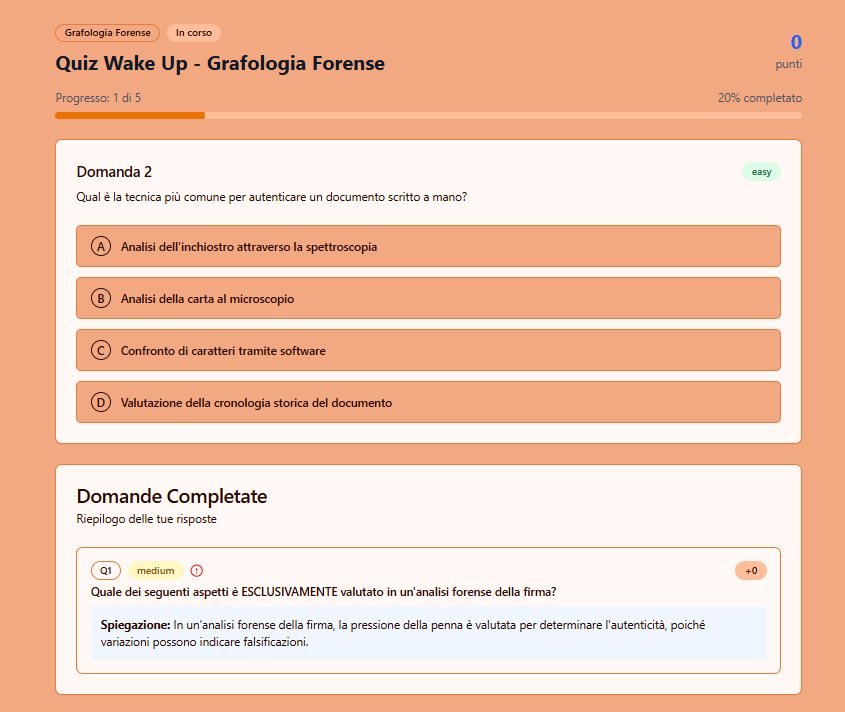 Grafologia Forense
In corso
Quiz Wake Up - Grafologia Forense
0
punti
Progresso: 1 di 5
20% completato
Domanda 2
easy
Qual è la tecnica più comune per autenticare un documento scritto a mano?
A Analisi dell'inchiostro attraverso la spettroscopia
B Analisi della carta al microscopio
C Confronto di caratteri tramite software
D Valutazione della cronologia storica del documento
Domande Completate
Riepilogo delle tue risposte
Q1 medium +0
Quale dei seguenti aspetti è ESCLUSIVAMENTE valutato in un'analisi forense della firma?
Spiegazione: In un'analisi forense della firma, la pressione della penna è valutata per determinare l'autenticità, poiché
variazioni possono indicare falsificazioni.